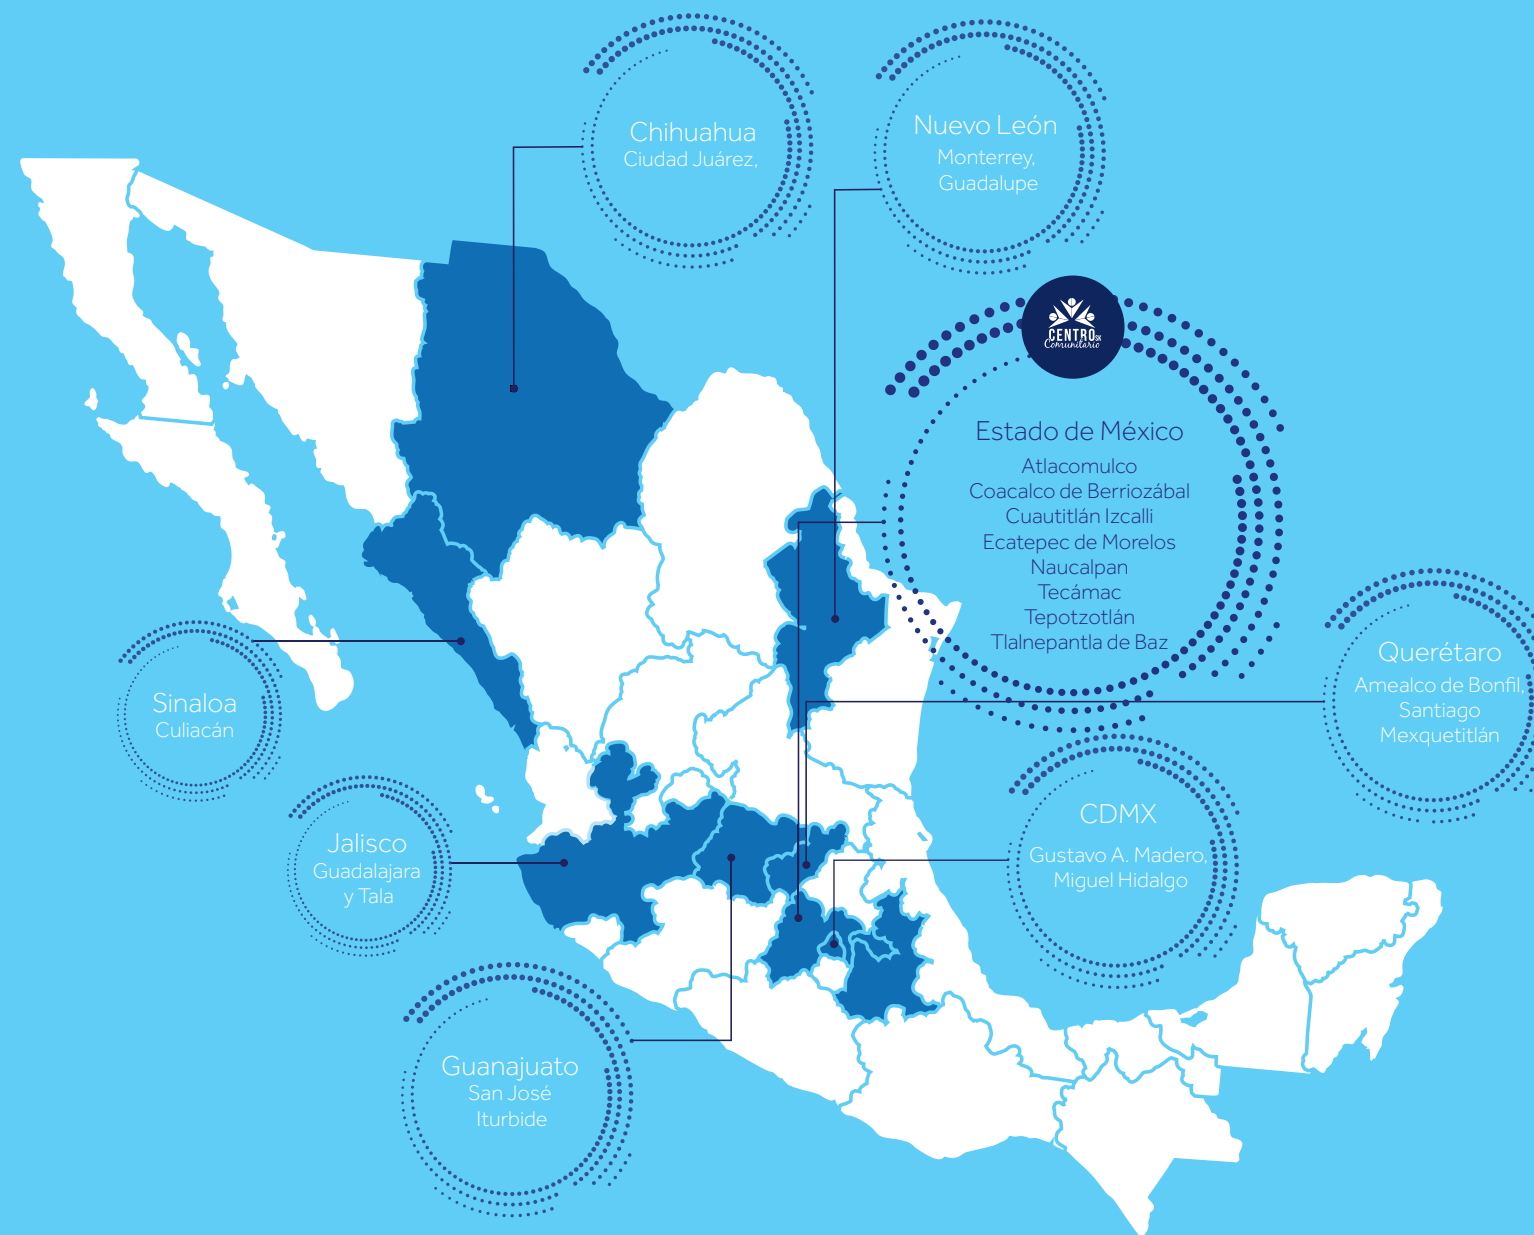 Chihuahua
Ciudad Juárez,
Nuevo León
Monterrey,
Guadalupe
CENTRO
Comunitario
Estado de México
Atlacomulco
Coacalco de Berriozábal
Cuautitlán Izcalli
Ecatepec de Morelos
Naucalpan
Tecámac
Tepotzotlán
Tlalnepantla de Baz
Querétaro
Amealco de Bonfil,
Santiago
Mexquetitlán
Sinaloa
Culiacán
CDMX
Gustavo A. Madero,
Miguel Hidalgo
Jalisco
Guadalajara
y Tala
Guanajuato
San José
Iturbide